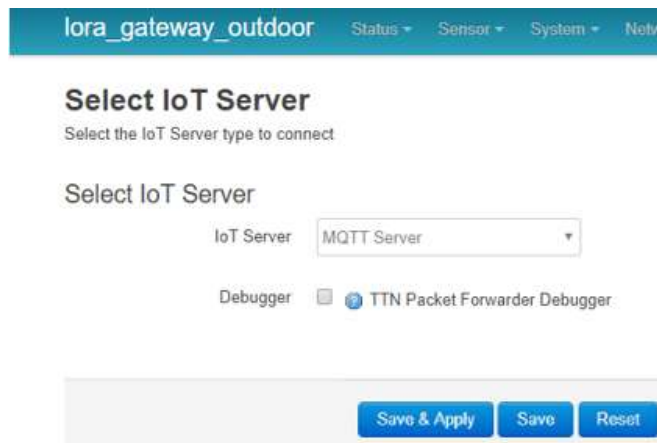 lora_gateway_outdoor Status Sensor System
Select IoT Server
Select the IoT Server type to connect
Select IoT Server
IoT Server MQTT Server
Debugger TTN Packet Forwarder Debugger
Save & Apply Save Reset